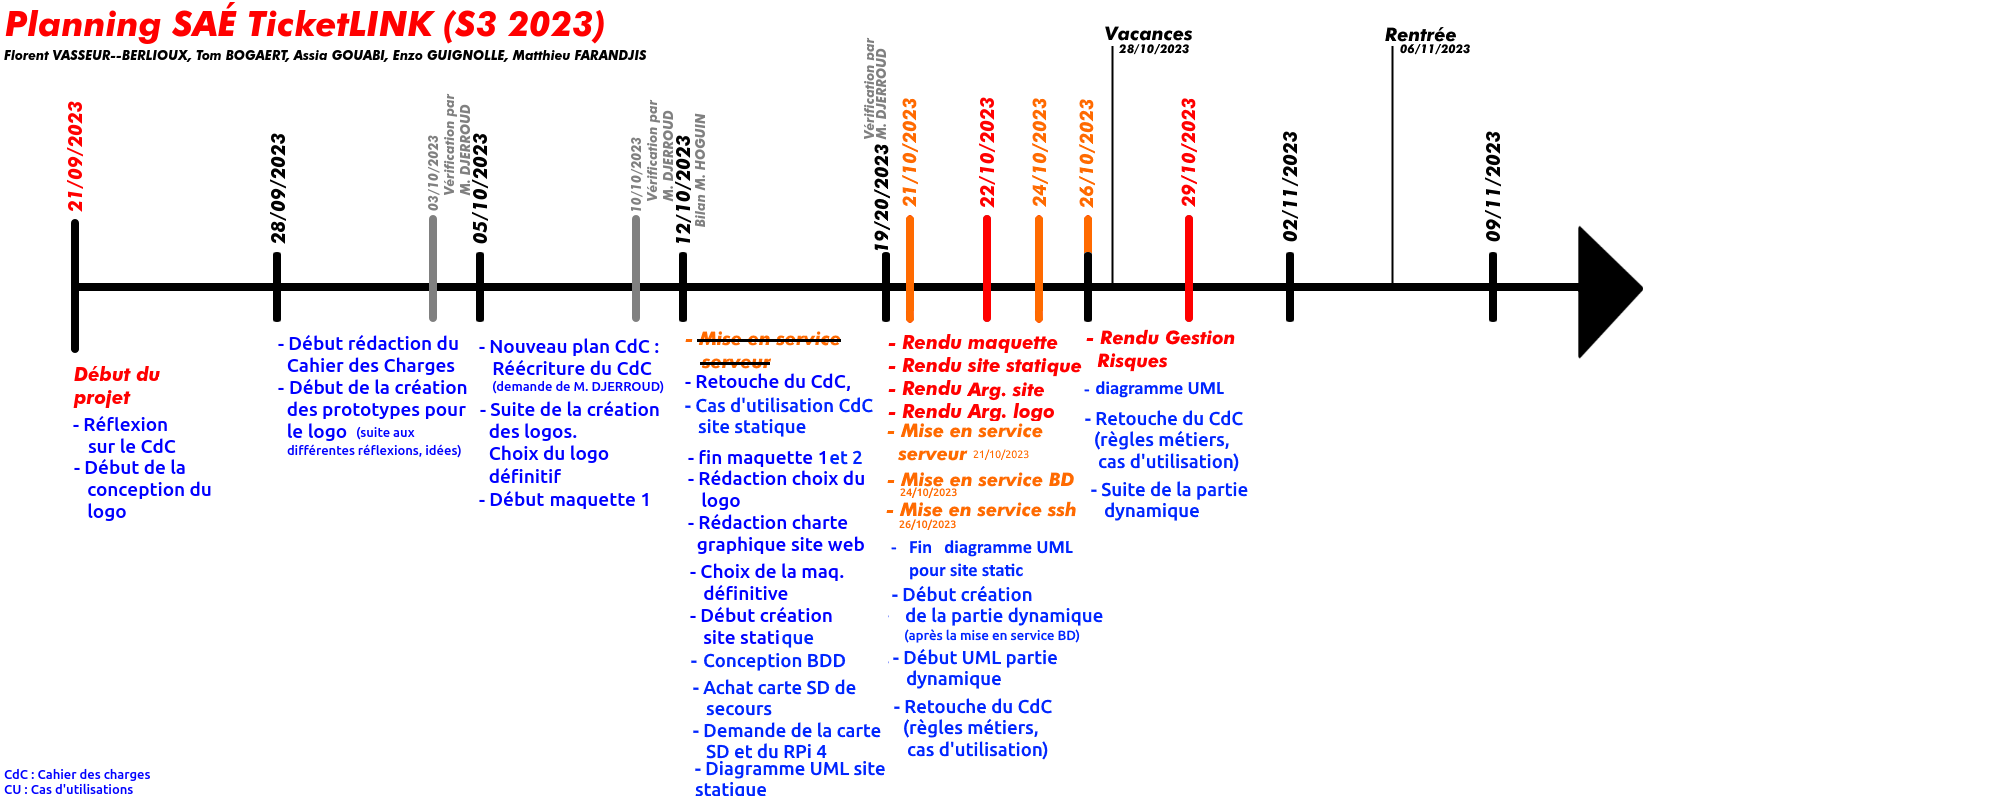 Planning SAÉ TicketLINK (S3 2023)
Florent VASSEUR--BERLIOUX, Tom BOGAERT, Assia GOUABI, Enzo GUIGNOLLE, Matthieu FARANDJIS
Vacances
28/10/2023
Rentrée
06/11/2023
21/09/2023
28/09/2023
03/10/2023
Vérification par
M. DJERROUD
05/10/2023
10/10/2023
Vérification par
M. DJERROUD
12/10/2023
Bilan M. HOGUIN
Vérification par
M. DJERROUD
19/20/2023
21/10/2023
22/10/2023
24/10/2023
26/10/2023
29/10/2023
02/11/2023
09/11/2023
Début du
projet
- Réflexion
sur le CdC
- Début de la
conception du
logo
- Début rédaction du
Cahier des Charges
- Début de la création
des prototypes pour
le logo (suite aux
différentes réflexions, idées)
- Nouveau plan CdC :
Réécriture du CdC
(demande de M. DJERROUD)
- Suite de la création
des logos.
Choix du logo
définitif
- Début maquette 1
- Mise en service
serveur
- Retouche du CdC,
- Cas d'utilisation CdC
site statique
- fin maquette 1 et 2
- Rédaction choix du
logo
- Rédaction charte
graphique site web
- Choix de la maq.
définitive
- Début création
site statique
- Conception BDD
- Achat carte SD de
secours
- Demande de la carte
SD et du RPi 4
- Diagramme UML site
statique
- Rendu maquette
- Rendu site statique
- Rendu Arg. site
- Rendu Arg. logo
- Mise en service
serveur 21/10/2023
- Mise en service BD
24/10/2023
- Mise en service ssh
26/10/2023
- Fin diagramme UML
pour site static
- Début création
de la partie dynamique
(après la mise en service BD)
- Début UML partie
dynamique
- Retouche du CdC
(règles métiers,
cas d'utilisation)
- Rendu Gestion
Risques
- diagramme UML
- Retouche du CdC
(règles métiers,
cas d'utilisation)
- Suite de la partie
dynamique
CdC : Cahier des charges
CU : Cas d'utilisations